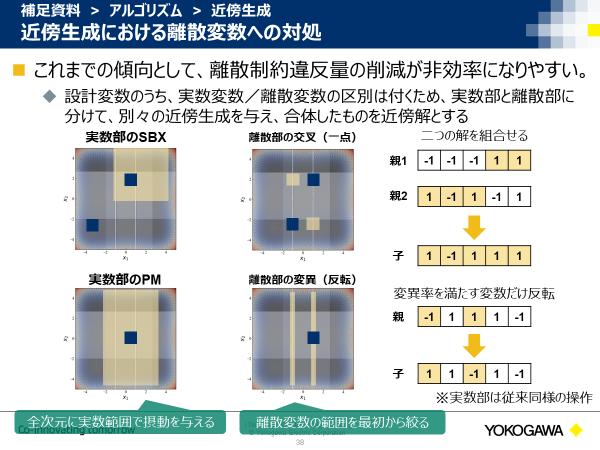 補足資料 > アルゴリズム > 近傍生成
近傍生成における離散変数への対処
これまでの傾向として、離散制約違反量の削減が非効率になりやすい。
設計変数のうち、実数変数／離散変数の区別は付くため、実数部と離散部に
分けて、別々の近傍生成を与え、合体したものを近傍解とする
実数部のSBX
離散部の交叉（一点）
二つの解を組合せる
親1 -1 -1 -1 1 1
親2 1 -1 1 -1 1
子 1 -1 1 1 1
実数部のPM
離散部の変異（反転）
変異率を満たす変数だけ反転
親 -1 1 1 1 -1
子 1 1 -1 1 -1
※実数部は従来同様の操作
全次元に実数範囲で摂動を与える
離散変数の範囲を最初から絞る
Co-innovating tomorrow
YOKOGAWA
38